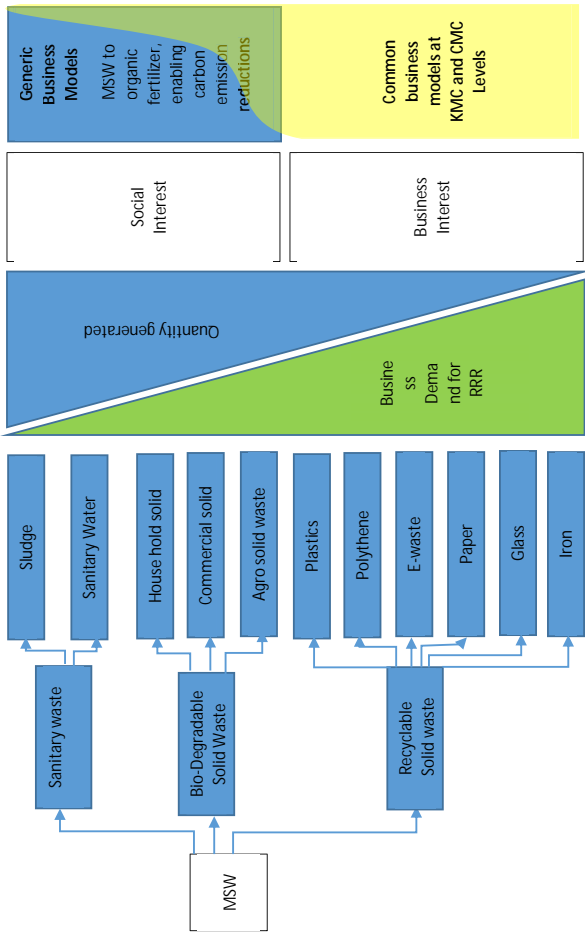 MSW
Sanitary waste
Bio-Degradable
Solid Waste
Recyclable
Solid waste
Sludge
Sanitary Water
House hold solid
Commercial solid
Agro solid waste
Plastics
Polythene
E-waste
Paper
Glass
Iron
Quantity generated
Busine
ss
Dema
nd for
RRR
Social
Interest
Business
Interest
Generic
Business
Models
MSW to
organic
fertilizer,
enabling
carbon
emission
reductions
Common
business
models at
KMC and CMC
Levels